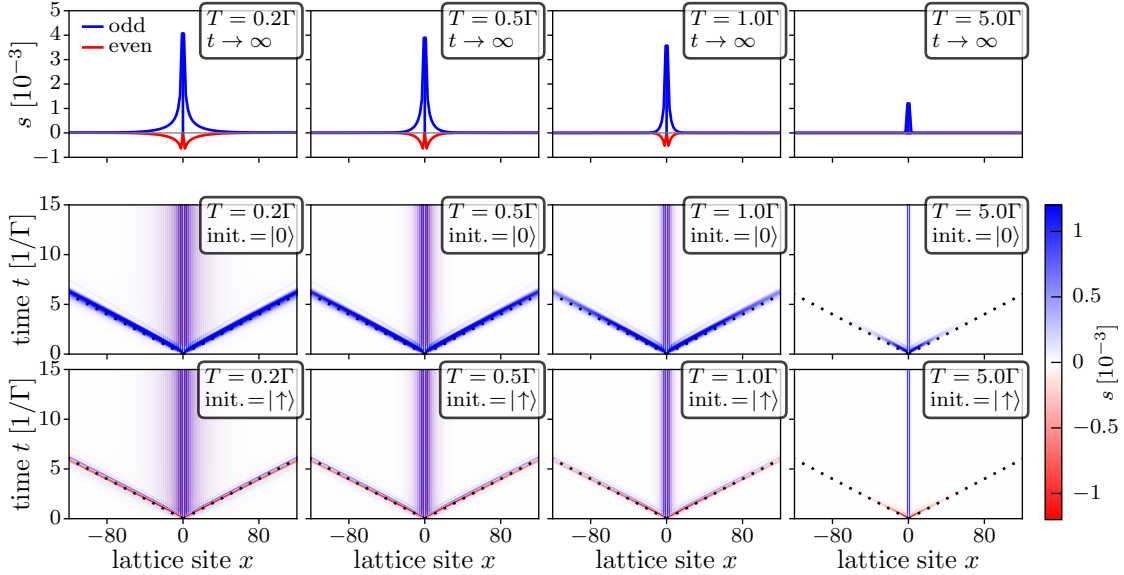 s [10⁻³]
5
4
3
2
1
0
−1
odd
even
T = 0.2Γ
t → ∞
T = 0.5Γ
t → ∞
T = 1.0Γ
t → ∞
T = 5.0Γ
t → ∞
time t [1/Γ]
15
10
5
0
T = 0.2Γ
init. = |0⟩
T = 0.5Γ
init. = |0⟩
T = 1.0Γ
init. = |0⟩
T = 5.0Γ
init. = |0⟩
time t [1/Γ]
15
10
5
0
T = 0.2Γ
init. = |↑⟩
T = 0.5Γ
init. = |↑⟩
T = 1.0Γ
init. = |↑⟩
T = 5.0Γ
init. = |↑⟩
−80 0 80
−80 0 80
−80 0 80
−80 0 80
lattice site x
lattice site x
lattice site x
lattice site x
1
0.5
0
−0.5
−1
s [10⁻³]